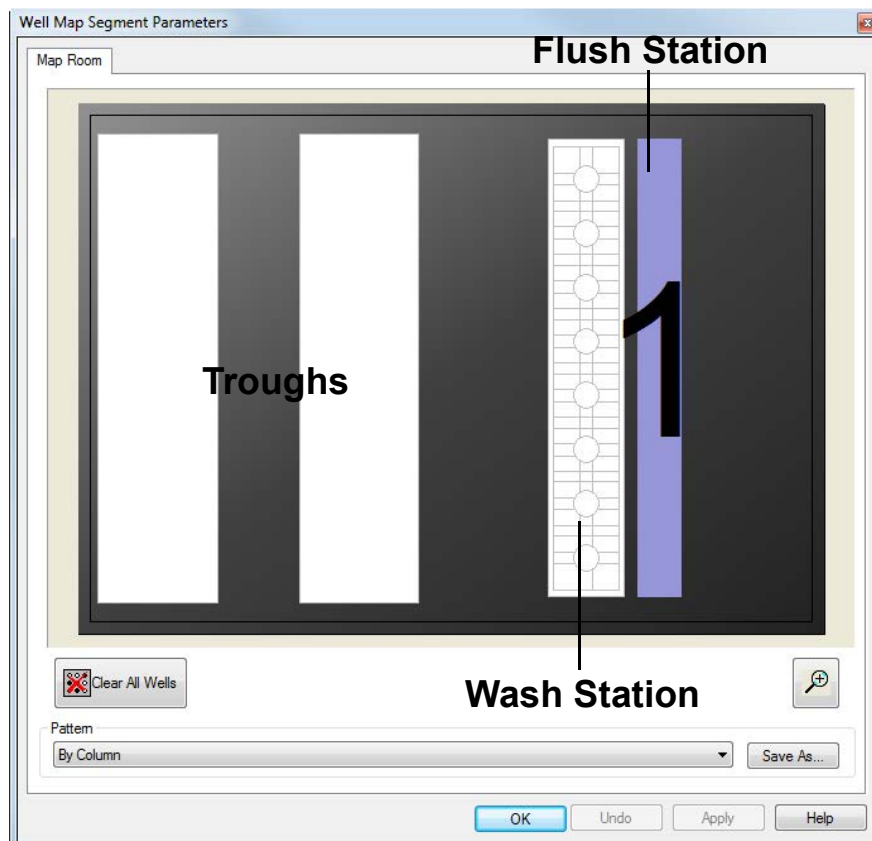 Well Map Segment Parameters
Map Room
Flush Station
1
Troughs
Wash Station
Clear All Wells
Pattern
By Column
Save As...
OK
Undo
Apply
Help